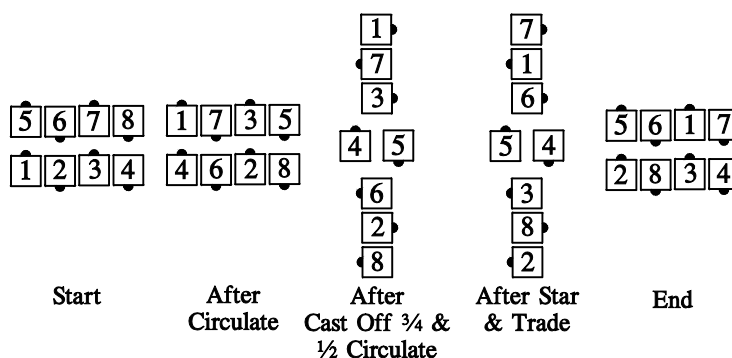 5 6 7 8
1 2 3 4
Start
1 7 3 5
4 6 2 8
After
Circulate
1
7
3
4 5
6
2
8
After
Cast Off ¾ &
½ Circulate
7
1
6
5 4
3
8
2
After Star
& Trade
5 6 1 7
2 8 3 4
End